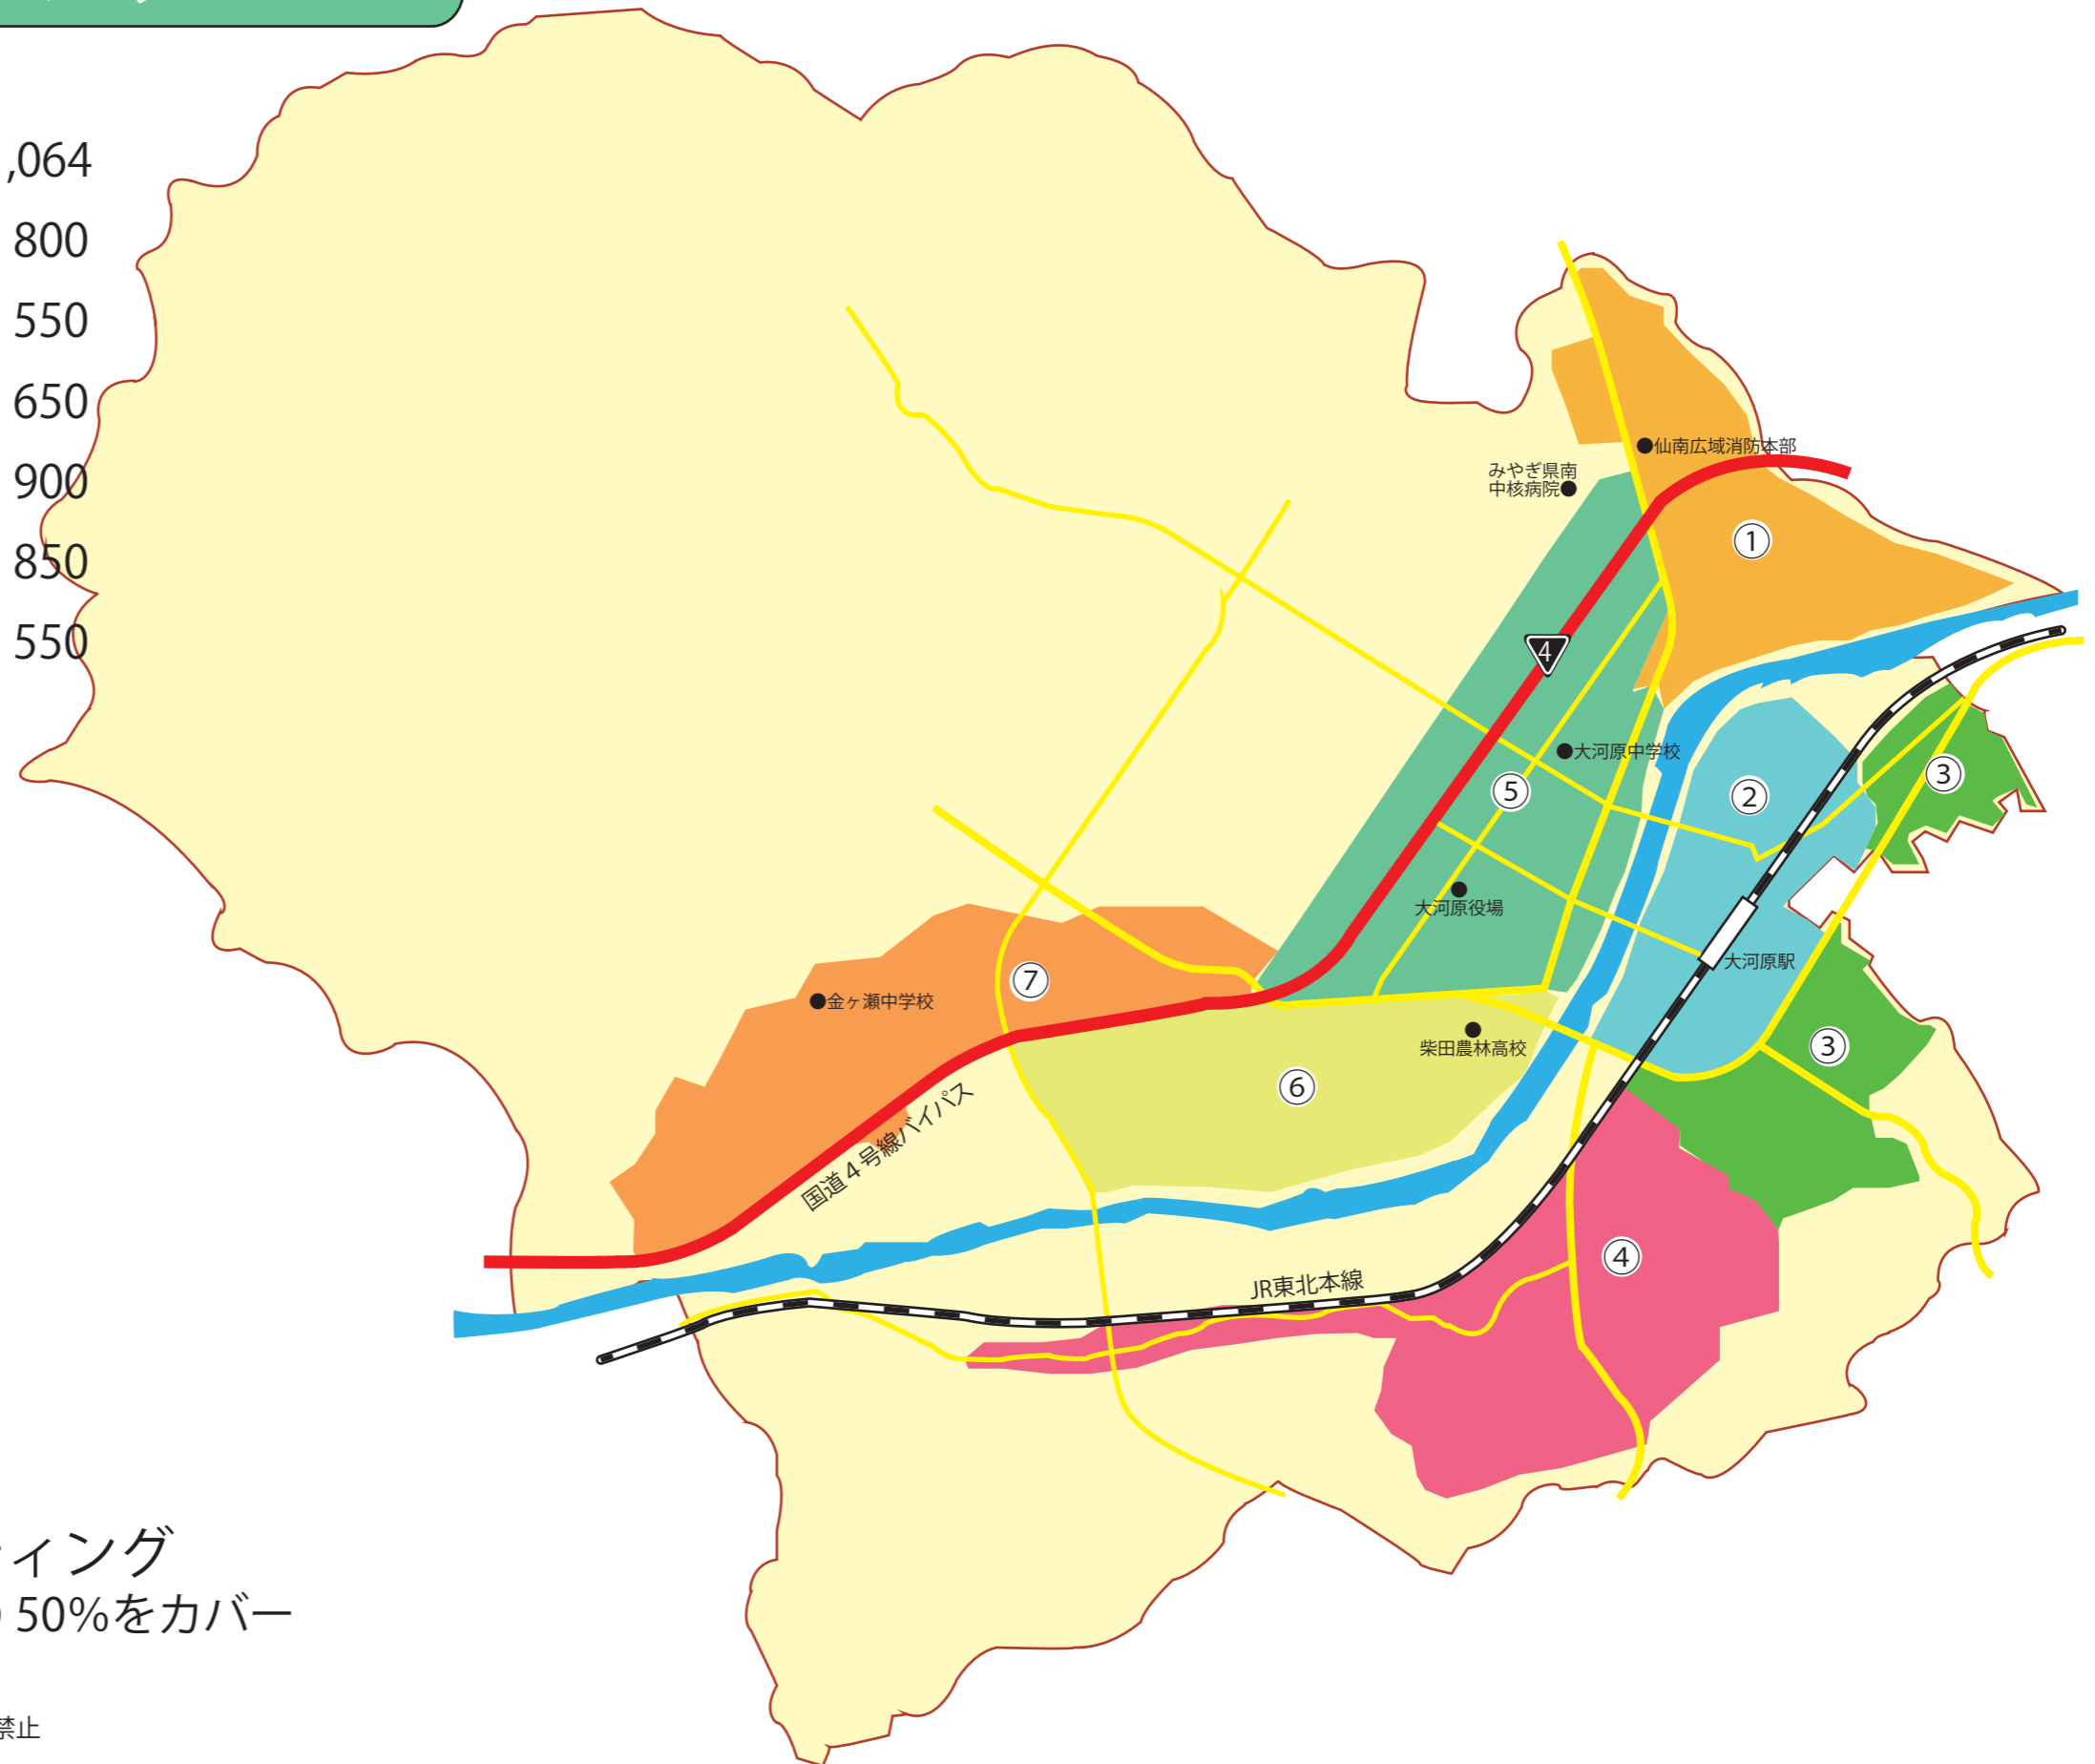 ,064
800
550
650
900
850
550
仙南広域消防本部
みやぎ県南
中核病院
①
4
大河原中学校
③
②
⑤
大河原役場
大河原駅
⑦
金ヶ瀬中学校
柴田農林高校
③
⑥
国道４号線バイパス
④
JR東北本線
ィング
50%をカバー
禁止